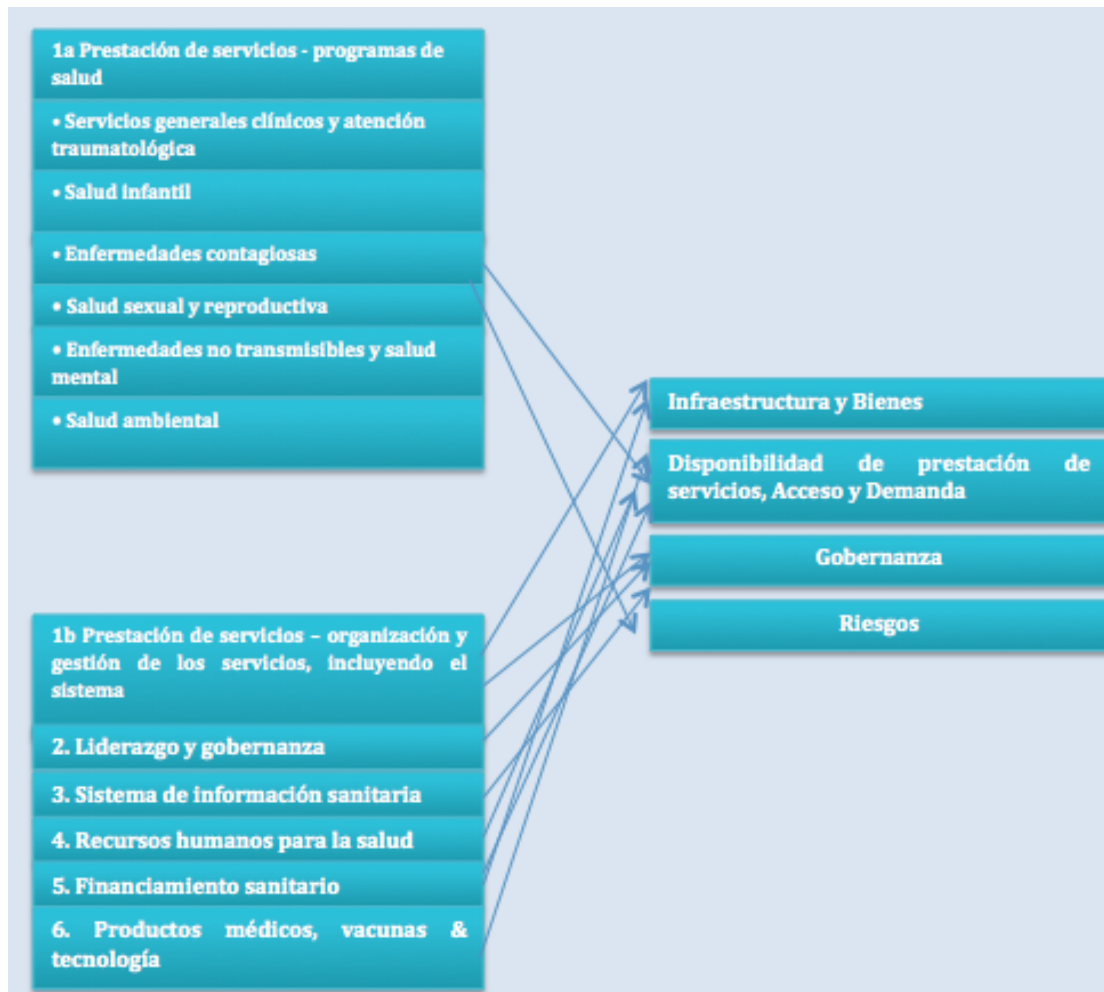 1a Prestación de servicios - programas de
salud
• Servicios generales clínicos y atención
traumatológica
• Salud infantil
• Enfermedades contagiosas
• Salud sexual y reproductiva
• Enfermedades no transmisibles y salud
mental
• Salud ambiental
Infraestructura y Bienes
Disponibilidad de prestación de
servicios, Acceso y Demanda
Gobernanza
Riesgos
1b Prestación de servicios – organización y
gestión de los servicios, incluyendo el
sistema
2. Liderazgo y gobernanza
3. Sistema de información sanitaria
4. Recursos humanos para la salud
5. Financiamiento sanitario
6. Productos médicos, vacunas &
tecnología